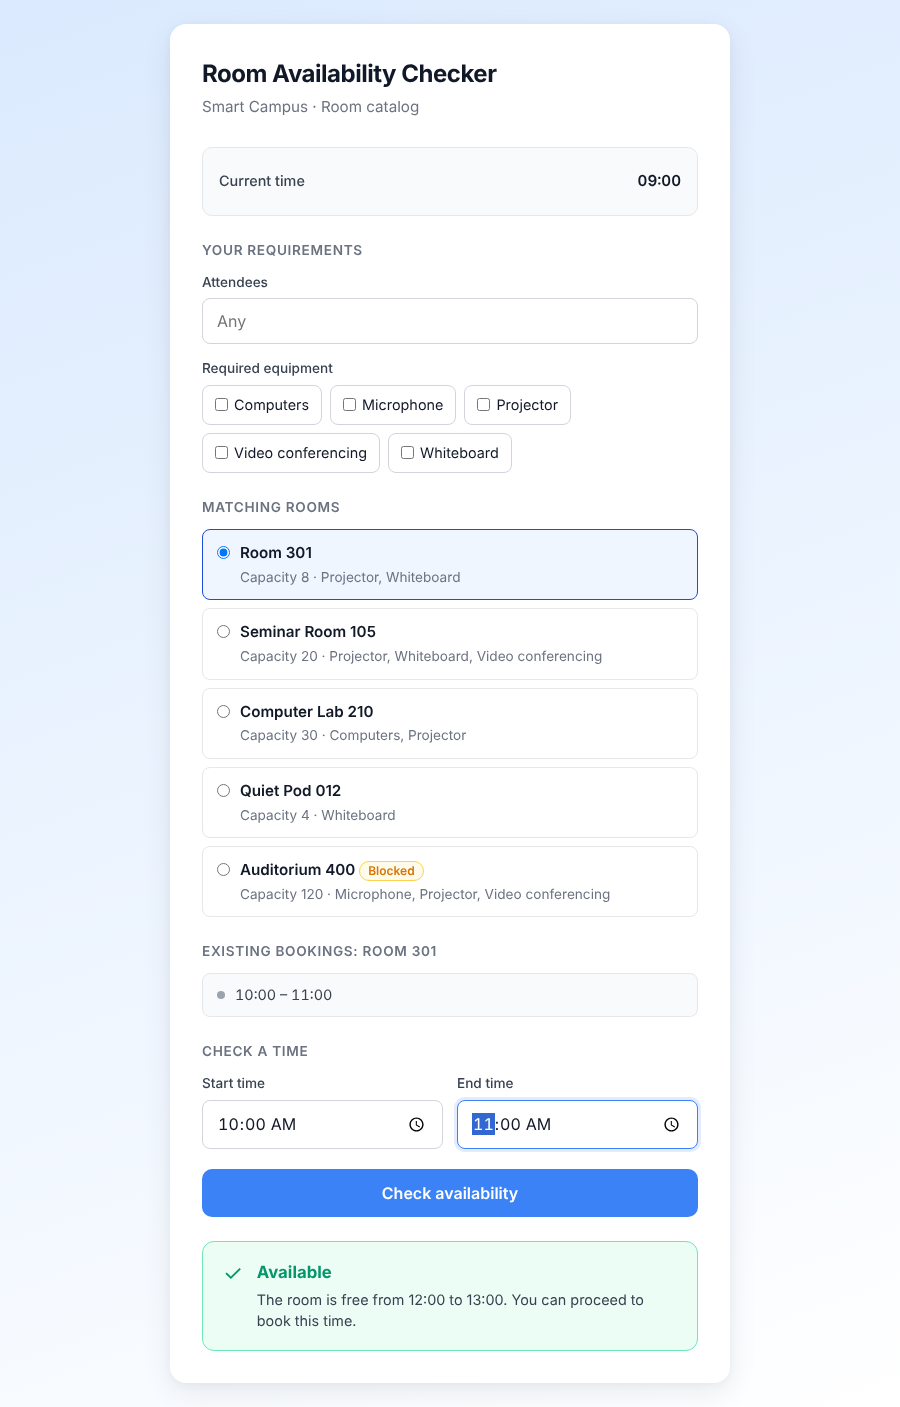 Room Availability Checker
Smart Campus · Room catalog
Current time 09:00
YOUR REQUIREMENTS
Attendees
Any
Required equipment
Computers Microphone Projector
Video conferencing Whiteboard
MATCHING ROOMS
Room 301
Capacity 8 · Projector, Whiteboard
Seminar Room 105
Capacity 20 · Projector, Whiteboard, Video conferencing
Computer Lab 210
Capacity 30 · Computers, Projector
Quiet Pod 012
Capacity 4 · Whiteboard
Auditorium 400 Blocked
Capacity 120 · Microphone, Projector, Video conferencing
EXISTING BOOKINGS: ROOM 301
10:00 – 11:00
CHECK A TIME
Start time End time
10:00 AM 11:00 AM
Check availability
Available
The room is free from 12:00 to 13:00. You can proceed to
book this time.